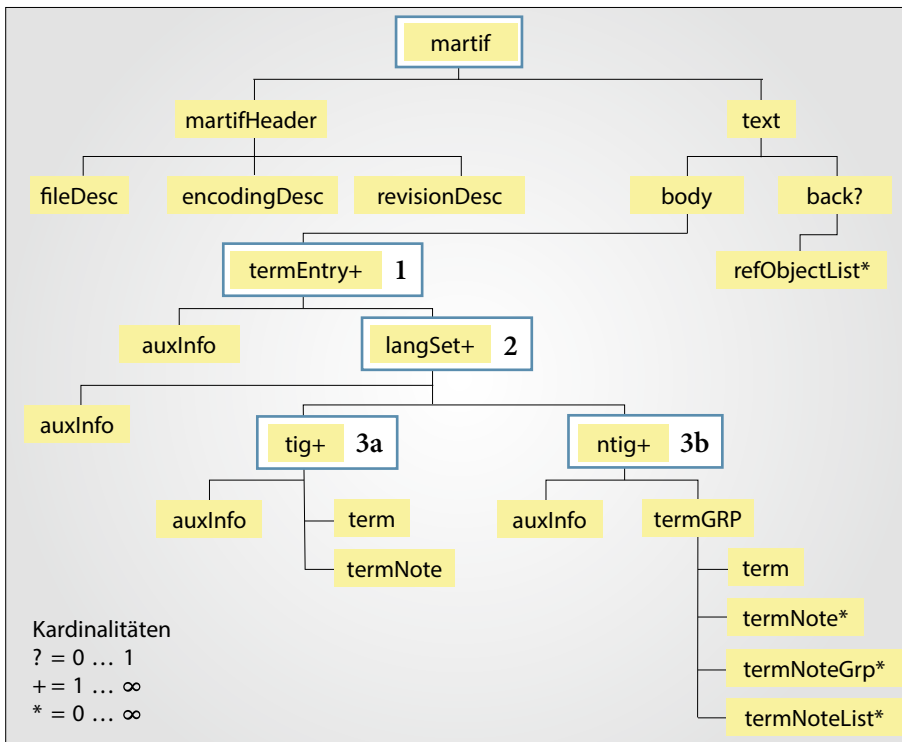 martif
martifHeader
text
fileDesc
encodingDesc
revisionDesc
body
back?
termEntry+ 1
refObjectList*
auxInfo
langSet+ 2
auxInfo
tig+ 3a
ntig+ 3b
auxInfo
term
auxInfo
termGRP
termNote
term
termNote*
termNoteGrp*
termNoteList*
Kardinalitäten
? = 0 … 1
+ = 1 … ∞
* = 0 … ∞